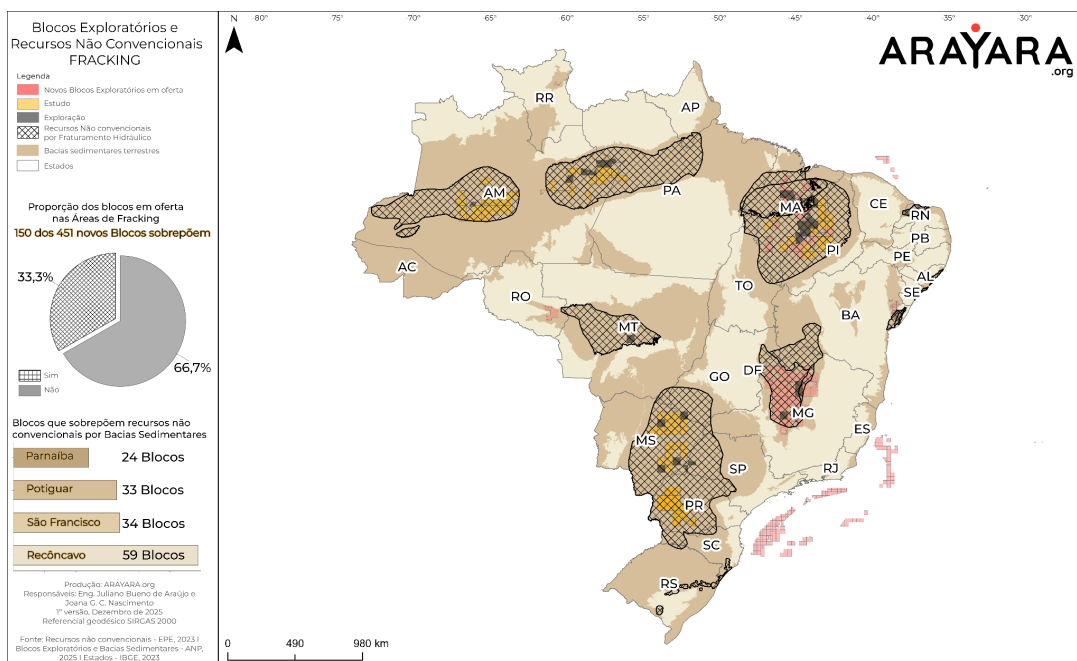 Blocos Exploratórios e
Recursos Não Convencionais
FRACKING
Legenda
Novos Blocos Exploratórios em oferta
Estudo
Exploração
Recursos Não convencionais
por Fraturamento Hidráulico
Bacias sedimentares terrestres
Estados
Proporção dos blocos em oferta
nas Áreas de Fracking
150 dos 451 novos Blocos sobrepõem
33,3%
66,7%
Sim
Não
Blocos que sobrepõem recursos não
convencionais por Bacias Sedimentares
Parnaíba 24 Blocos
Potiguar 33 Blocos
São Francisco 34 Blocos
Recôncavo 59 Blocos
Produção: ARAYARA.org
Responsáveis: Eng. Juliano Bueno de Araújo e
Joana G. C. Nascimento
1ª versão, Dezembro de 2025
Referencial geodésico SIRGAS 2000
Fonte: Recursos não convencionais - EPE, 2023 I
Blocos Exploratórios e Bacias Sedimentares - ANP,
2025 I Estados - IBGE, 2023
N -80° -75° -70° -65° -60° -55° -50° -45° -40° -35° -30°
ARAYARA
.org
RR
AP
AM
PA
MA
CE
RN
PB
PI
PE
AL
AC
TO
SE
RO
BA
MT
GO
DF
MG
MS
ES
SP
RJ
PR
SC
RS
0 490 980 km